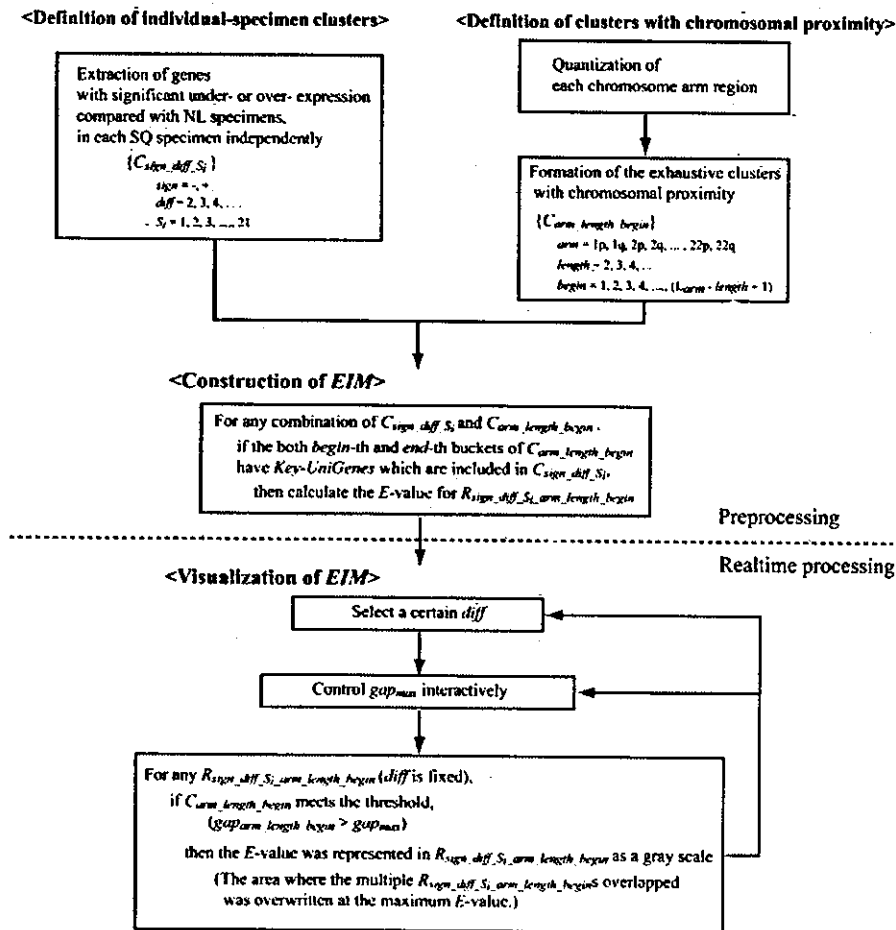 <Definition of individual-specimen clusters>
Extraction of genes
with significant under- or over- expression
compared with NL specimens,
in each SQ specimen independently
{C_sign_diff_Si}
sign = -, +
diff = 2, 3, 4, ...
Si = 1, 2, 3, ..., 21
<Definition of clusters with chromosomal proximity>
Quantization of
each chromosome arm region
Formation of the exhaustive clusters
with chromosomal proximity
{C_arm_length_begin}
arm = 1p, 1q, 2p, 2q, ... , 22p, 22q
length = 2, 3, 4, ..
begin = 1, 2, 3, 4, ..., (L_arm - length + 1)
<Construction of EIM>
For any combination of C_sign_diff_Si and C_arm_length_begin ,
if the both begin-th and end-th buckets of C_arm_length_begin
have Key-UniGenes which are included in C_sign_diff_Si,
then calculate the E-value for R_sign_diff_Si_arm_length_begin
Preprocessing
Realtime processing
<Visualization of EIM>
Select a certain diff
Control gap interactively
For any R_sign_diff_Si_arm_length_begin (diff is fixed),
if C_arm_length_begin meets the threshold,
(gap_arm_length_begin > gap)
then the E-value was represented in R_sign_diff_Si_arm_length_begin as a gray scale
(The area where the multiple R_sign_diff_Si_arm_length_begins overlapped
was overwritten at the maximum E-value.)